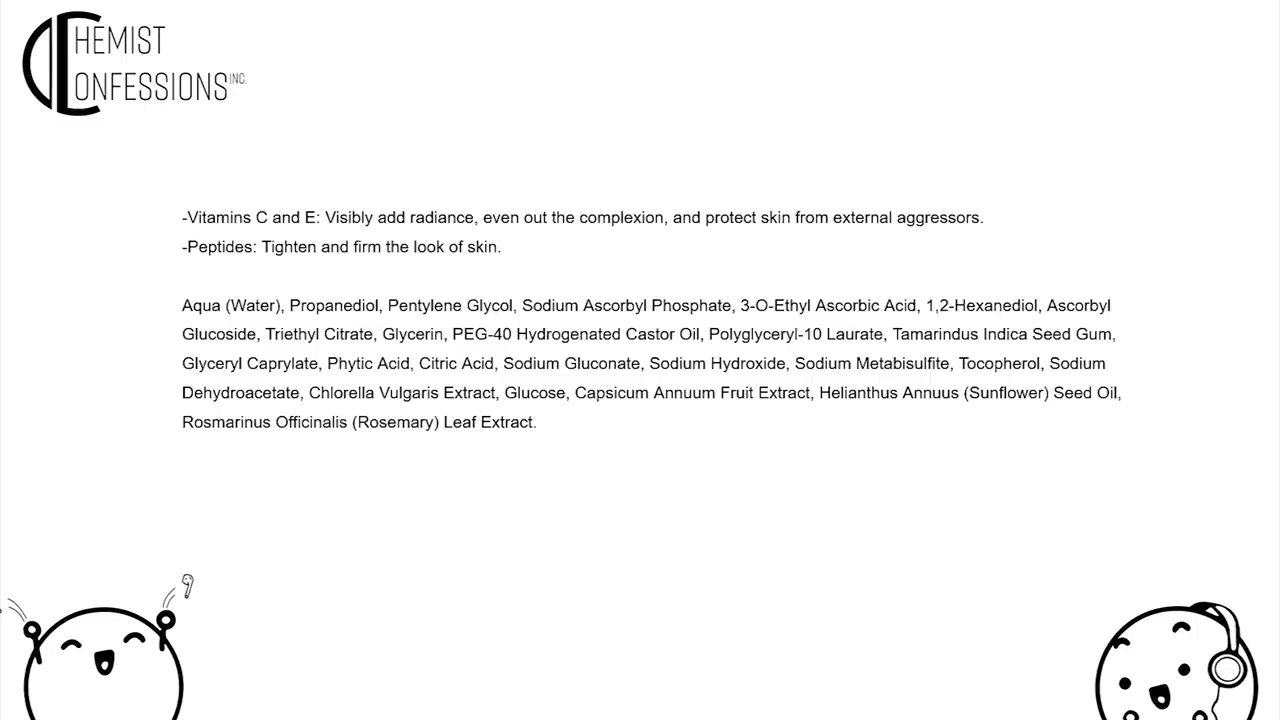 CHEMIST
CONFESSIONS INC.
-Vitamins C and E: Visibly add radiance, even out the complexion, and protect skin from external aggressors.
-Peptides: Tighten and firm the look of skin.
Aqua (Water), Propanediol, Pentylene Glycol, Sodium Ascorbyl Phosphate, 3-O-Ethyl Ascorbic Acid, 1,2-Hexanediol, Ascorbyl
Glucoside, Triethyl Citrate, Glycerin, PEG-40 Hydrogenated Castor Oil, Polyglyceryl-10 Laurate, Tamarindus Indica Seed Gum,
Glyceryl Caprylate, Phytic Acid, Citric Acid, Sodium Gluconate, Sodium Hydroxide, Sodium Metabisulfite, Tocopherol, Sodium
Dehydroacetate, Chlorella Vulgaris Extract, Glucose, Capsicum Annuum Fruit Extract, Helianthus Annuus (Sunflower) Seed Oil,
Rosmarinus Officinalis (Rosemary) Leaf Extract.